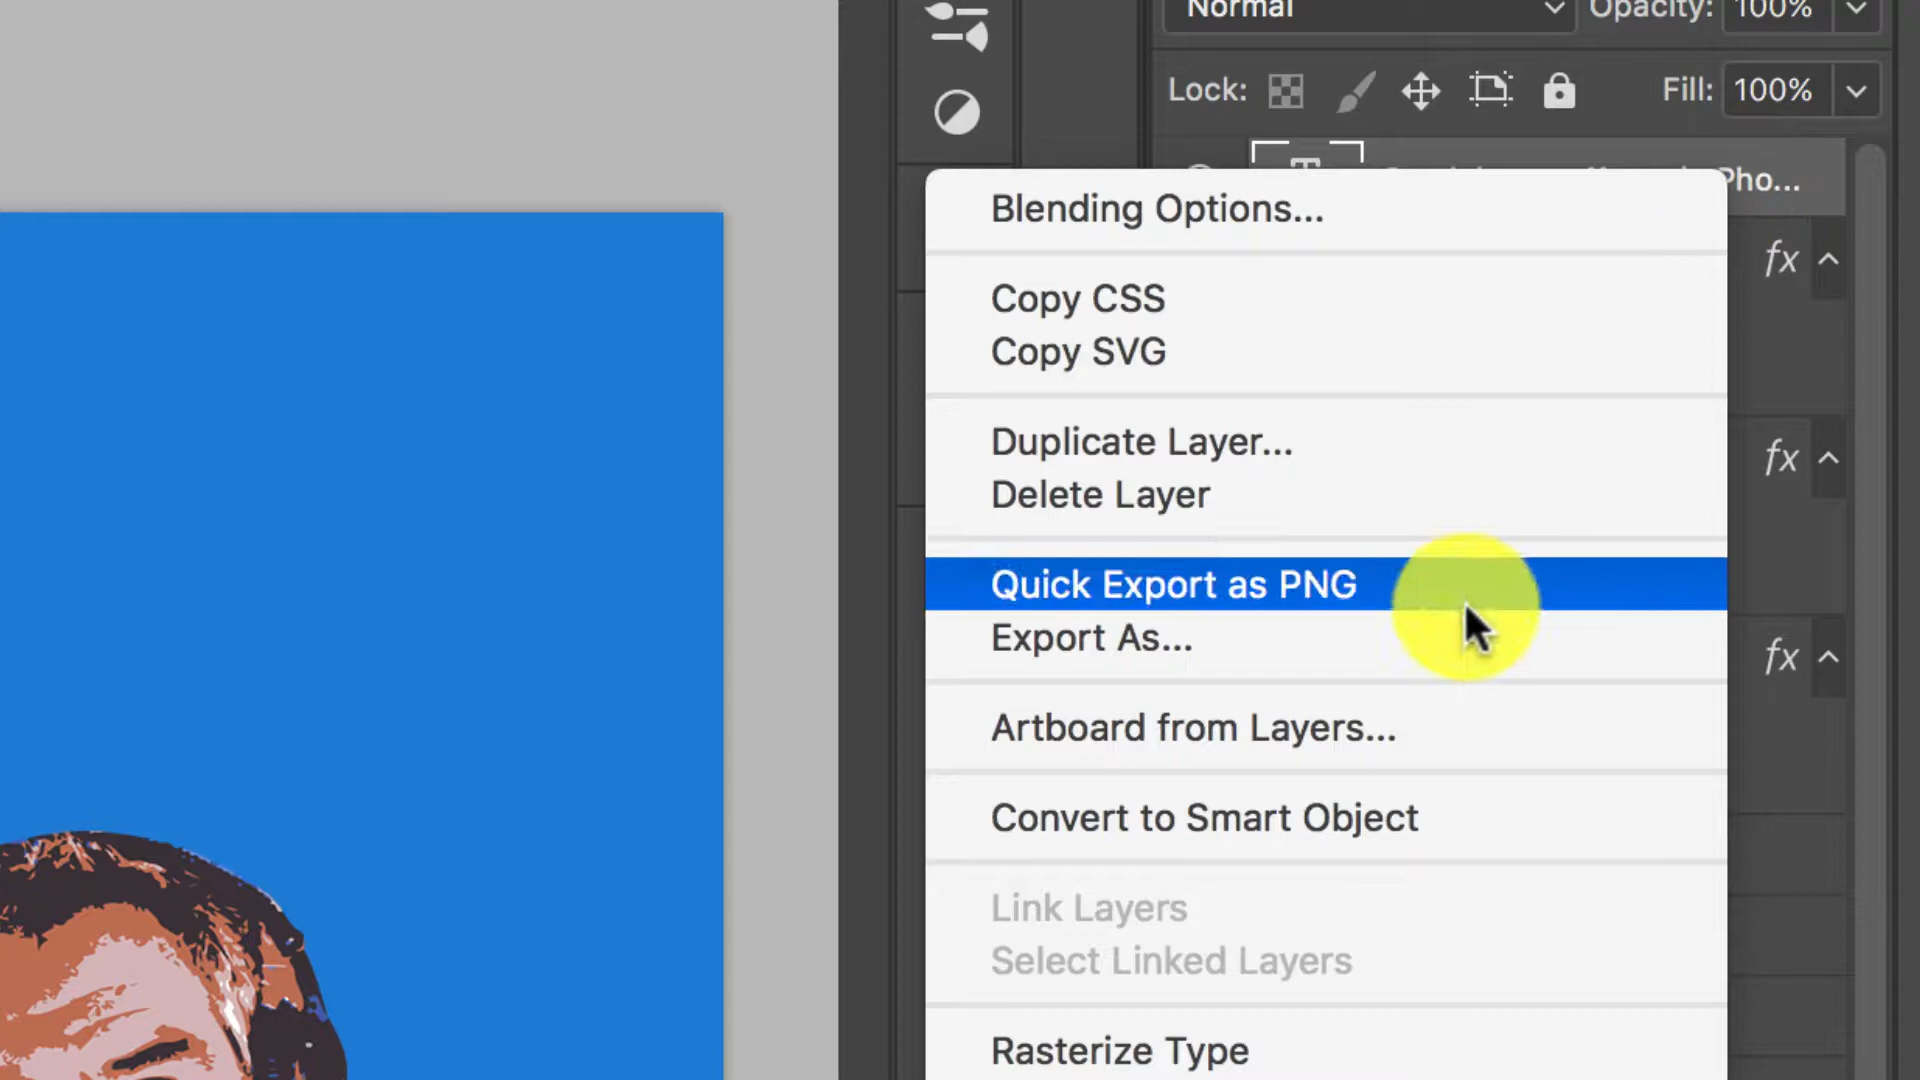 Normal Opacity: 100%
Lock: Fill: 100%
Pho...
Blending Options...
fx
Copy CSS
Copy SVG
Duplicate Layer...
fx
Delete Layer
Quick Export as PNG
Export As...
fx
Artboard from Layers...
Convert to Smart Object
Link Layers
Select Linked Layers
Rasterize Type